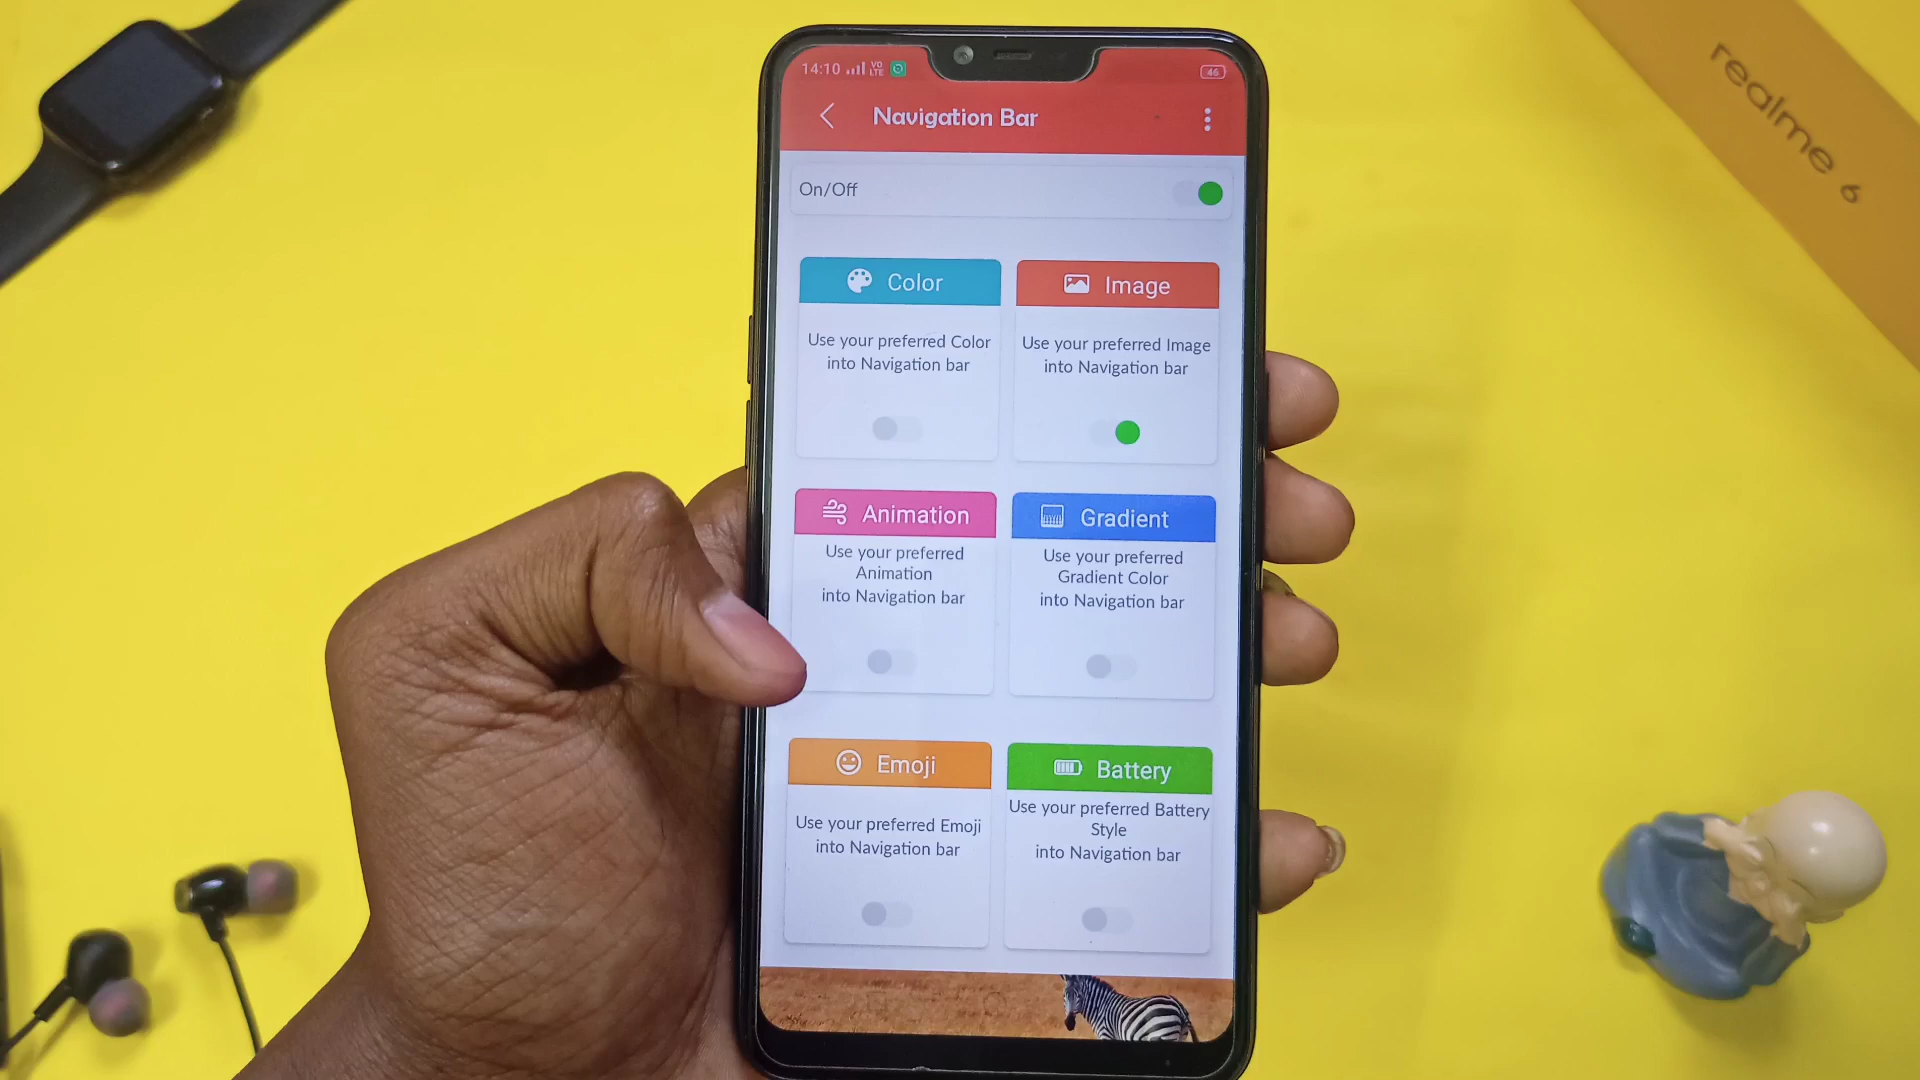 14:10 VO LTE 46
Navigation Bar
On/Off
Color
Image
Use your preferred Color
into Navigation bar
Use your preferred Image
into Navigation bar
Animation
Gradient
Use your preferred
Animation
into Navigation bar
Use your preferred
Gradient Color
into Navigation bar
Emoji
Battery
Use your preferred Emoji
into Navigation bar
Use your preferred Battery
Style
into Navigation bar
realme 6